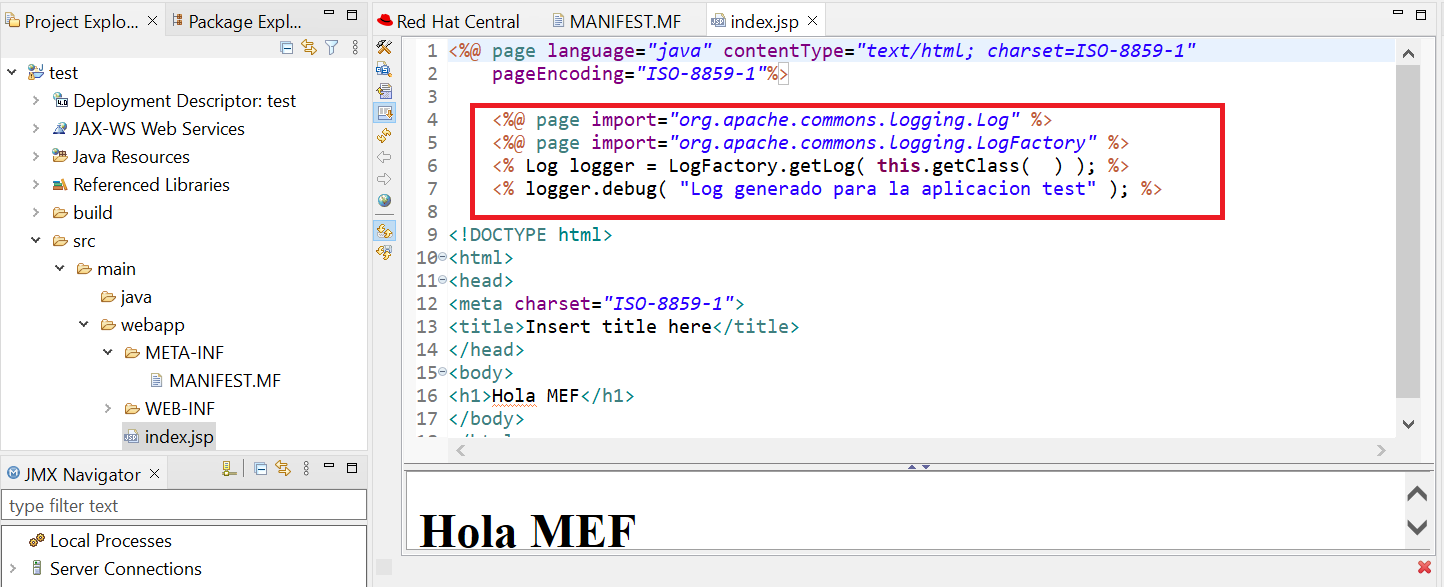 Project Explo...
Package Expl...
test
Deployment Descriptor: test
JAX-WS Web Services
Java Resources
Referenced Libraries
build
src
main
java
webapp
META-INF
MANIFEST.MF
WEB-INF
index.jsp
JMX Navigator
type filter text
Local Processes
Server Connections
Red Hat Central
MANIFEST.MF
index.jsp
1 <%@ page language="java" contentType="text/html; charset=ISO-8859-1"
2 pageEncoding="ISO-8859-1"%>
3
4 <%@ page import="org.apache.commons.logging.Log" %>
5 <%@ page import="org.apache.commons.logging.LogFactory" %>
6 <% Log logger = LogFactory.getLog( this.getClass(  ) ); %>
7 <% logger.debug( "Log generado para la aplicacion test" ); %>
8
9 <!DOCTYPE html>
10 <html>
11 <head>
12 <meta charset="ISO-8859-1">
13 <title>Insert title here</title>
14 </head>
15 <body>
16 <h1>Hola MEF</h1>
17 </body>
Hola MEF